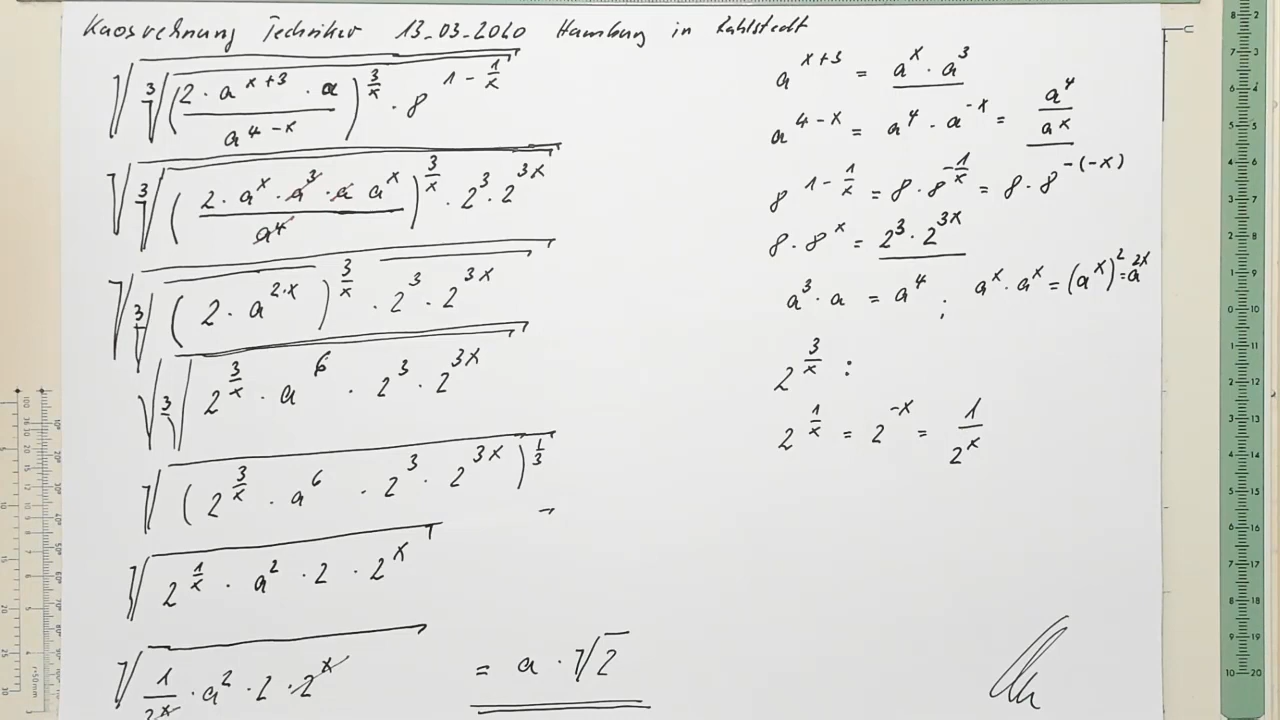 Kaosrechnung Techniker 13-03-2020 Hamburg in Rahlstedt
√(∛((2 · a^(x+3) · a)/(a^(4-x)))^(3/x) · 8^(1 - 1/x))
√(∛((2 · a^x · a^3 · a a^x)/(a^4))^(3/x) · 2^3 · 2^(3x))
√(∛(2 · a^(2·x))^(3/x) · 2^3 · 2^(3x))
√(∛(2^(3/x) · a^6 · 2^3 · 2^(3x)))
√((2^(3/x) · a^6 · 2^3 · 2^(3x))^(1/3))
√(2^(1/x) · a^2 · 2 · 2^x)
√(1/(2^x) · a^2 · 2 · 2^x) = a · √2
a^(x+3) = a^x · a^3
a^(4-x) = a^4 - a^(-x) = a^4/a^x
8^(1 - 1/x) = 8 · 8^(-1/x) = 8 · 8^(-(-x))
8 · 8^x = 2^3 · 2^(3x)
a^3 · a = a^4 ; a^x · a^x = (a^x)^2 = a^(2x)
2^(3/x) :
2^(1/x) = 2^(-x) = 1/(2^x)